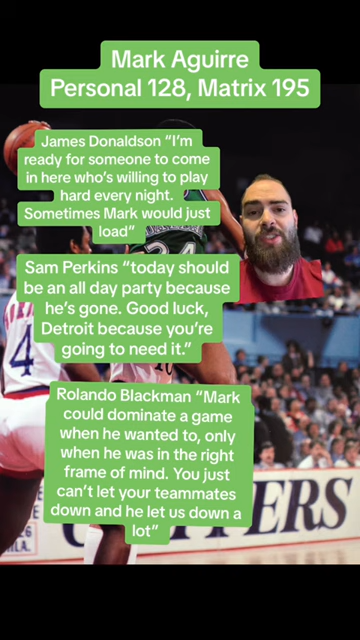 Mark Aguirre
Personal 128, Matrix 195
James Donaldson “I’m
ready for someone to come
in here who’s willing to play
hard every night.
Sometimes Mark would just
load“
24
Sam Perkins “today should
be an all day party because
he’s gone. Good luck,
Detroit because you’re
going to need it.”
4
Rolando Blackman “Mark
could dominate a game
when he wanted to, only
when he was in the right
frame of mind. You just
can’t let your teammates
down and he let us down a
lot”
PERS